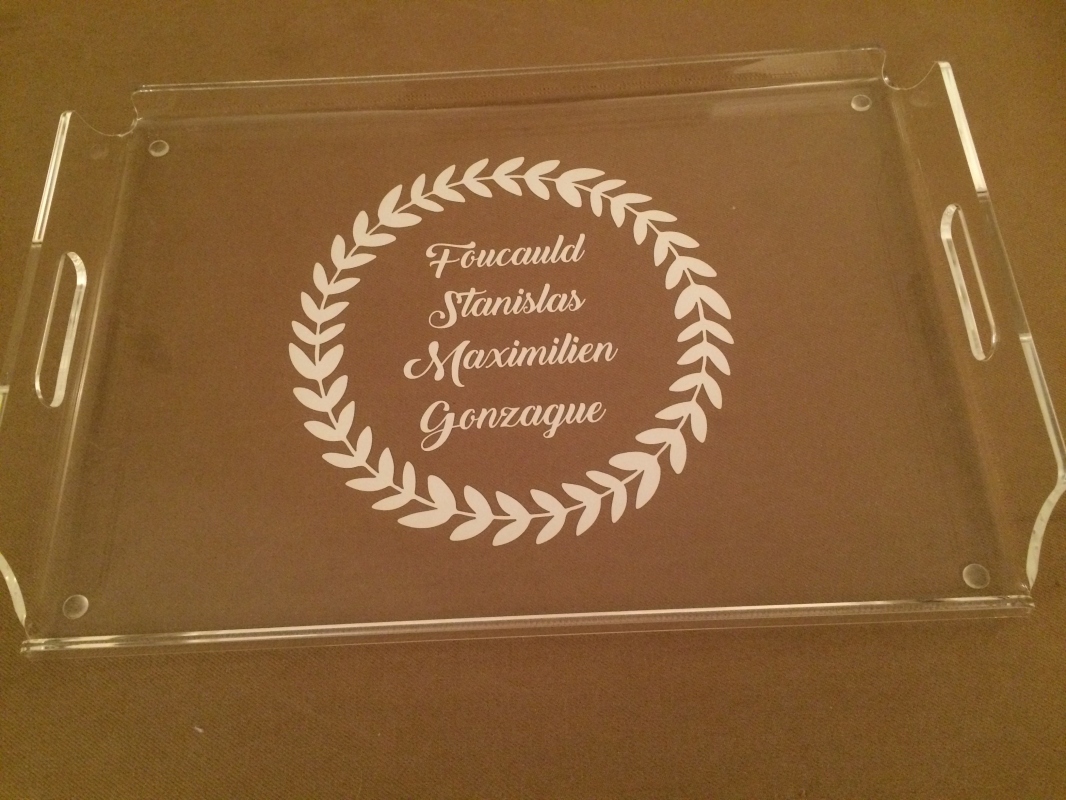 Foucauld
Stanislas
Maximilien
Gonzague